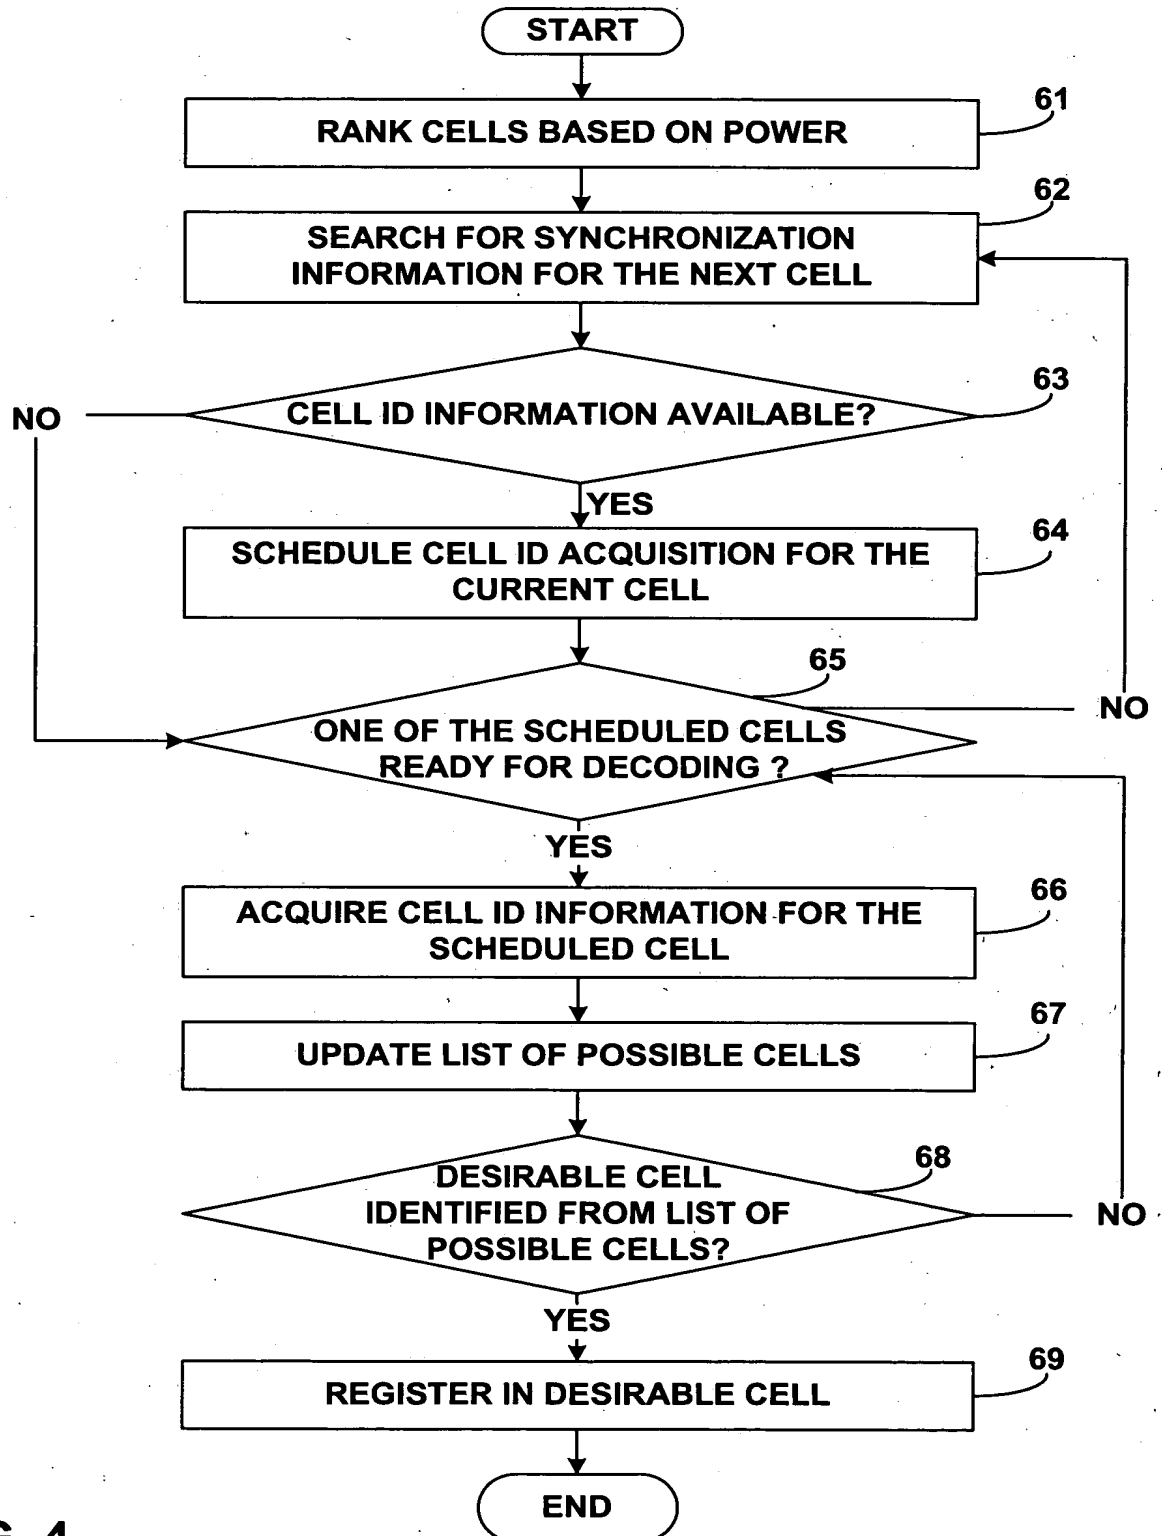 START
61
RANK CELLS BASED ON POWER
62
SEARCH FOR SYNCHRONIZATION
INFORMATION FOR THE NEXT CELL
63
NO
CELL ID INFORMATION AVAILABLE?
YES
64
SCHEDULE CELL ID ACQUISITION FOR THE
CURRENT CELL
65
NO
ONE OF THE SCHEDULED CELLS
READY FOR DECODING ?
YES
66
ACQUIRE CELL ID INFORMATION FOR THE
SCHEDULED CELL
67
UPDATE LIST OF POSSIBLE CELLS
68
DESIRABLE CELL
IDENTIFIED FROM LIST OF
POSSIBLE CELLS?
NO
YES
69
REGISTER IN DESIRABLE CELL
END